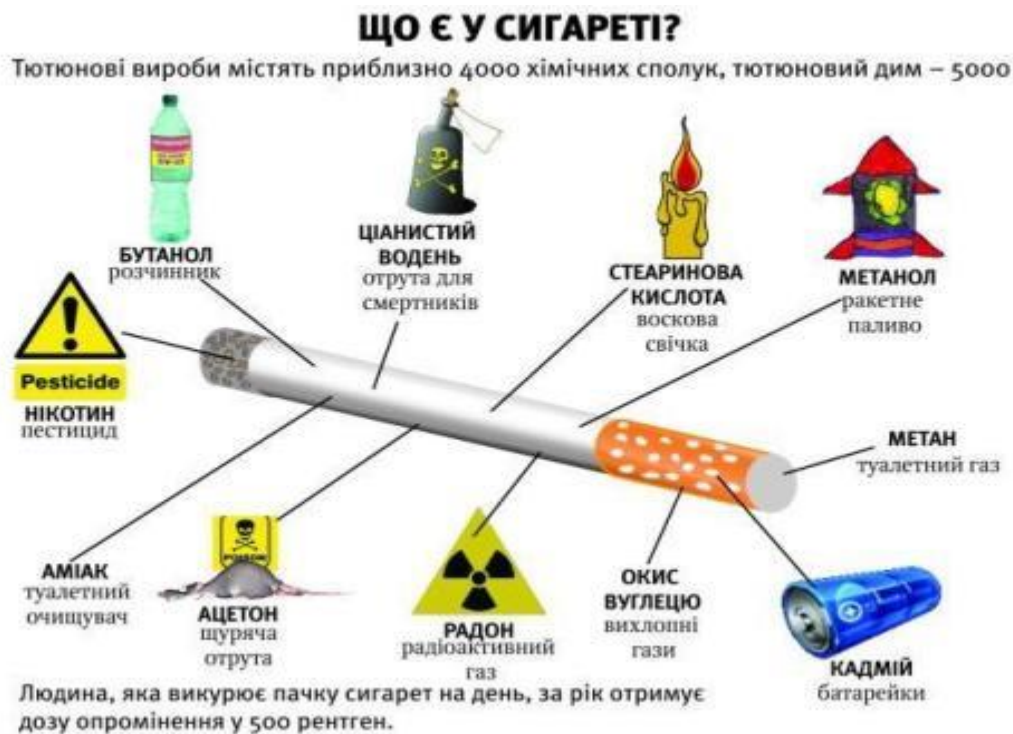 ЩО Є У СИГАРЕТІ?
Тютюнові вироби містять приблизно 4000 хімічних сполук, тютюновий дим – 5000
БУТАНОЛ
розчинник
ЦІАНИСТИЙ
ВОДЕНЬ
отрута для
смертників
СТЕАРИНОВА
КИСЛОТА
воскова
свічка
МЕТАНОЛ
ракетне
паливо
Pesticide
НІКОТИН
пестицид
МЕТАН
туалетний газ
АМІАК
туалетний
очищувач
POISON
АЦЕТОН
щуряча
отрута
РАДОН
радіоактивний
газ
ОКИС
ВУГЛЕЦЮ
вихлопні
гази
КАДМІЙ
батарейки
Людина, яка викурює пачку сигарет на день, за рік отримує
дозу опромінення у 500 рентген.